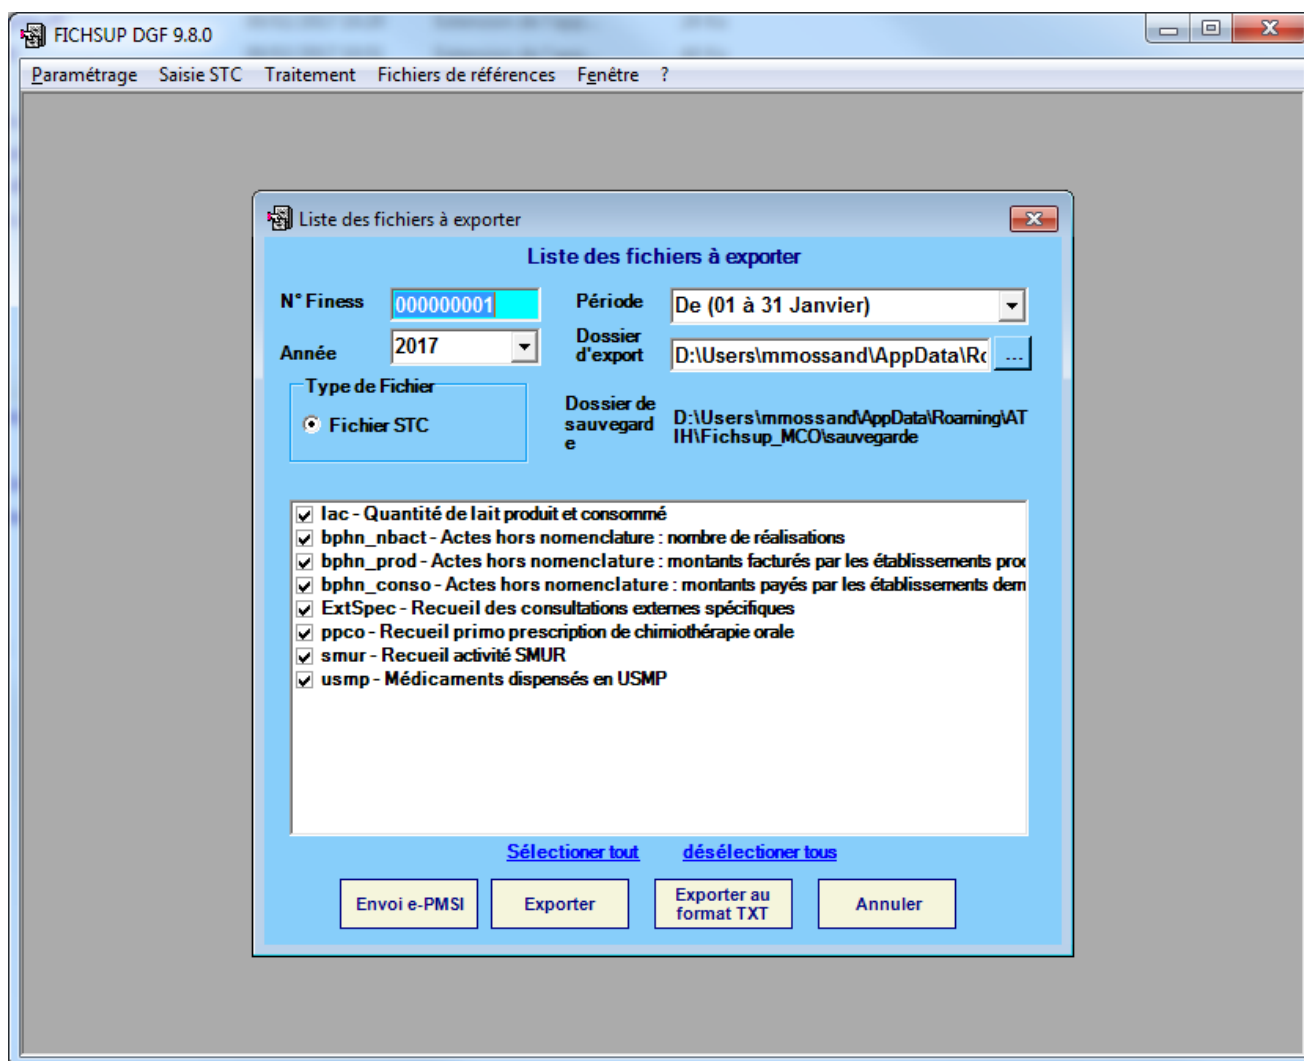 FICHSUP DGF 9.8.0
Paramétrage Saisie STC Traitement Fichiers de références Fenêtre ?
Liste des fichiers à exporter
Liste des fichiers à exporter
N° Finess 000000001 Période De (01 à 31 Janvier)
Année 2017 Dossier d'export D:\Users\mmossand\AppData\Ro ...
Type de Fichier
Fichier STC
Dossier de
sauvegard
e
D:\Users\mmossand\AppData\Roaming\AT
IH\Fichsup_MCO\sauvegarde
lac - Quantité de lait produit et consommé
bphn_nbact - Actes hors nomenclature : nombre de réalisations
bphn_prod - Actes hors nomenclature : montants facturés par les établissements proc
bphn_conso - Actes hors nomenclature : montants payés par les établissements dem
ExtSpec - Recueil des consultations externes spécifiques
ppco - Recueil primo prescription de chimiothérapie orale
smur - Recueil activité SMUR
usmp - Médicaments dispensés en USMP
Sélectioner tout désélectioner tous
Envoi e-PMSI Exporter Exporter au format TXT Annuler